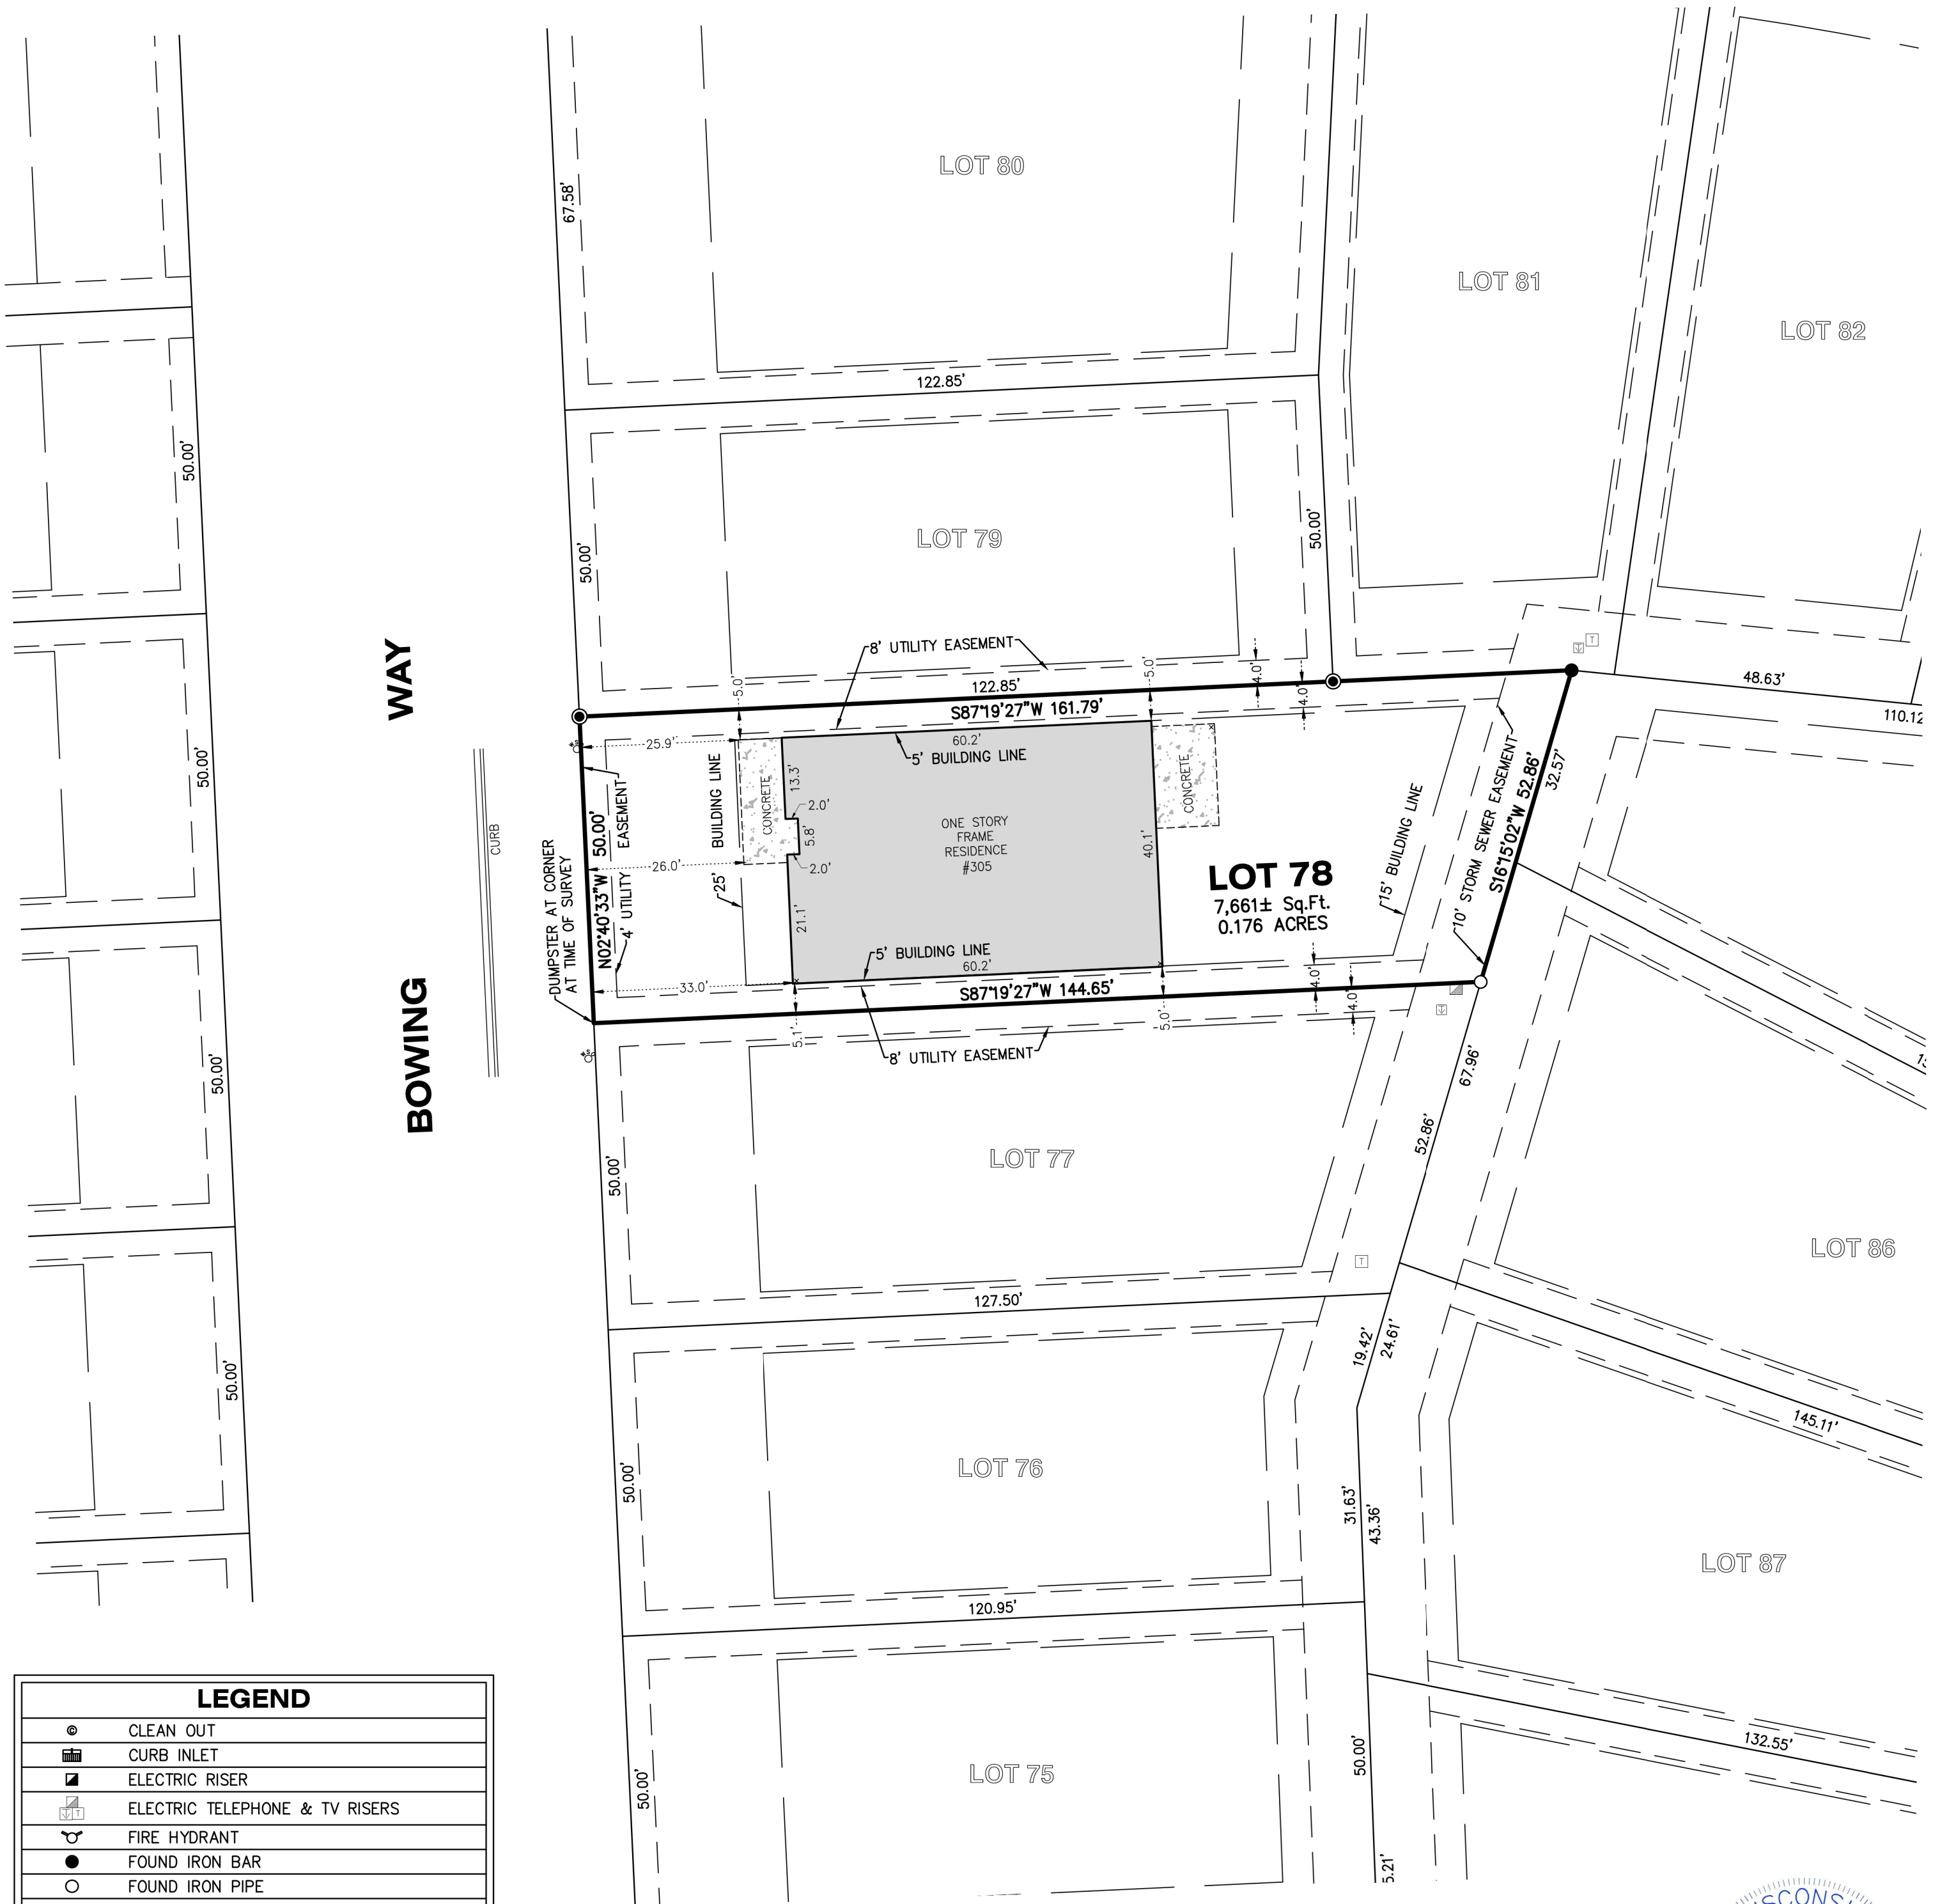 LOT 80
67.58'
LOT 81
LOT 82
122.85'
50.00'
50.00'
LOT 79
50.00'
8' UTILITY EASEMENT
5.0'
5.0'
4.0'
4.0'
122.85'
S87°19'27"W 161.79'
48.63'
110.12
WAY
BOWING
CURB
50.00'
25.9'
60.2'
5' BUILDING LINE
BUILDING LINE
25'
CONCRETE
13.3'
2.0'
5.8'
2.0'
21.1'
ONE STORY
FRAME
RESIDENCE
#305
40.1'
CONCRETE
26.0'
33.0'
N02°40'33"W 50.00'
4' UTILITY EASEMENT
DUMPSTER AT CORNER
AT TIME OF SURVEY
LOT 78
7,661± Sq.Ft.
0.176 ACRES
15' BUILDING LINE
10' STORM SEWER EASEMENT
S16°15'02"W 52.86'
32.57'
5' BUILDING LINE
60.2'
S87°19'27"W 144.65'
4.0'
4.0'
5.1'
5.0'
8' UTILITY EASEMENT
50.00'
50.00'
LOT 77
67.96'
52.86'
T
T
LOT 86
127.50'
50.00'
19.42'
24.61'
50.00'
LOT 76
31.63'
43.36'
145.11'
LOT 87
120.95'
50.00'
LOT 75
50.00'
132.55'
5.21'
LEGEND
CLEAN OUT
CURB INLET
ELECTRIC RISER
ELECTRIC TELEPHONE & TV RISERS
FIRE HYDRANT
FOUND IRON BAR
FOUND IRON PIPE
SCONS